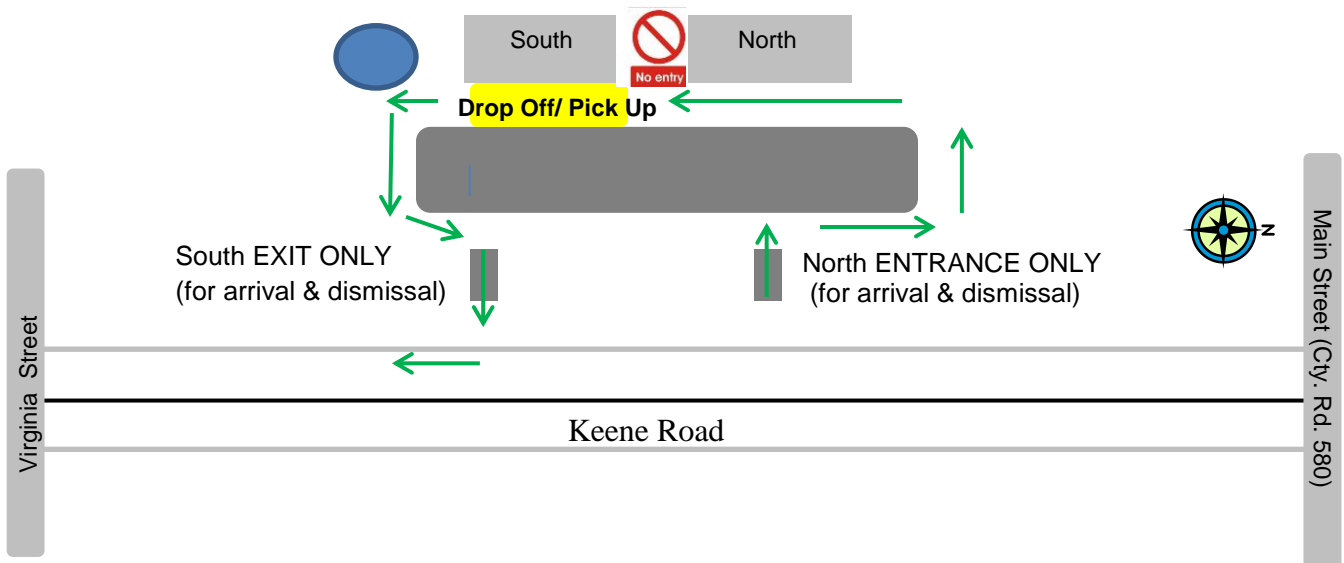 South
North
No entry
Drop Off/ Pick Up
South EXIT ONLY
(for arrival & dismissal)
North ENTRANCE ONLY
(for arrival & dismissal)
N
Virginia Street
Main Street (Cty. Rd. 580)
Keene Road